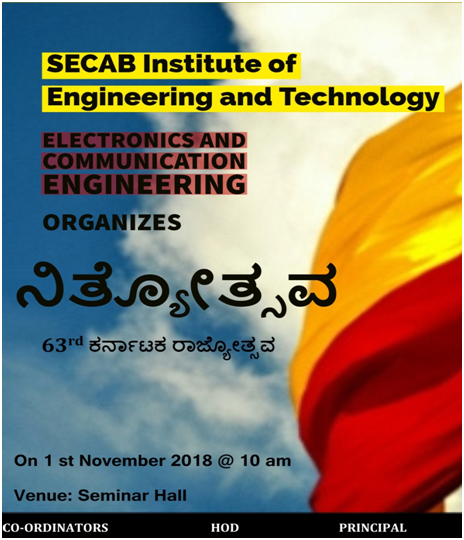 SECAB Institute of
Engineering and Technology
ELECTRONICS AND
COMMUNICATION
ENGINEERING
ORGANIZES
ನಿತ್ಯೋತ್ಸವ
63rd ಕರ್ನಾಟಕ ರಾಜ್ಯೋತ್ಸವ
On 1 st November 2018 @ 10 am
Venue: Seminar Hall
CO-ORDINATORS HOD PRINCIPAL